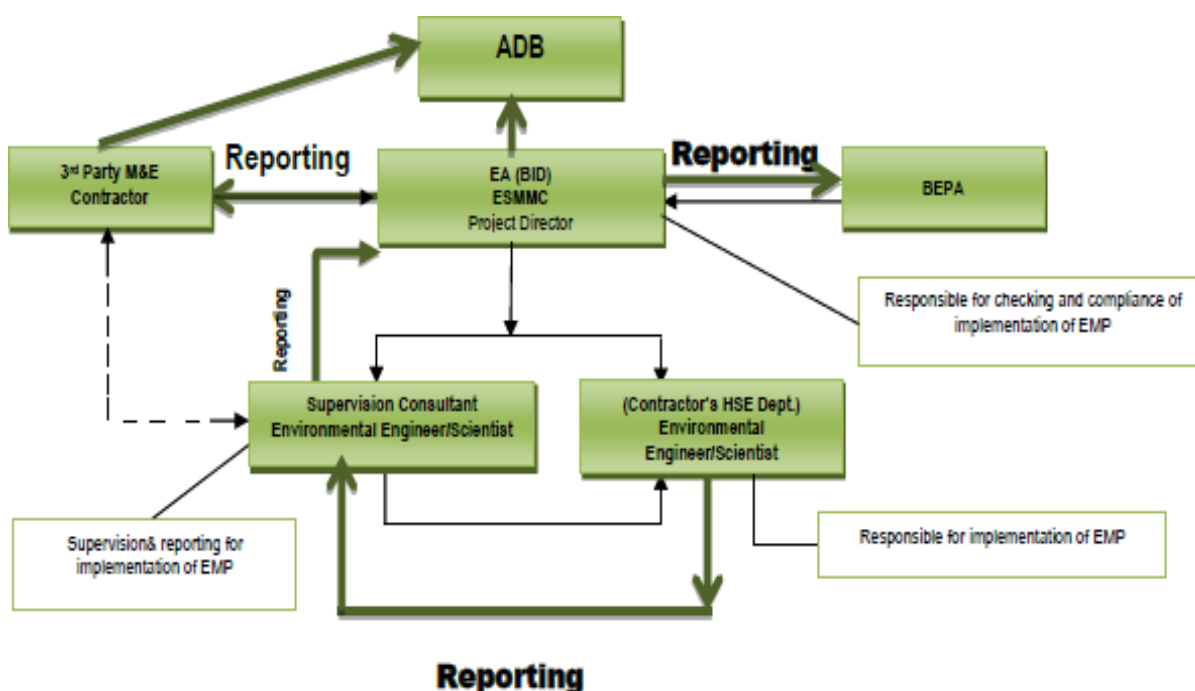 ADB
Reporting
Reporting
3rd Party M&E
Contractor
EA (BID)
ESMMC
Project Director
BEPA
Responsible for checking and compliance of
implementation of EMP
Reporting
Supervision Consultant
Environmental Engineer/Scientist
(Contractor's HSE Dept.)
Environmental
Engineer/Scientist
Supervision& reporting for
implementation of EMP
Responsible for implementation of EMP
Reporting